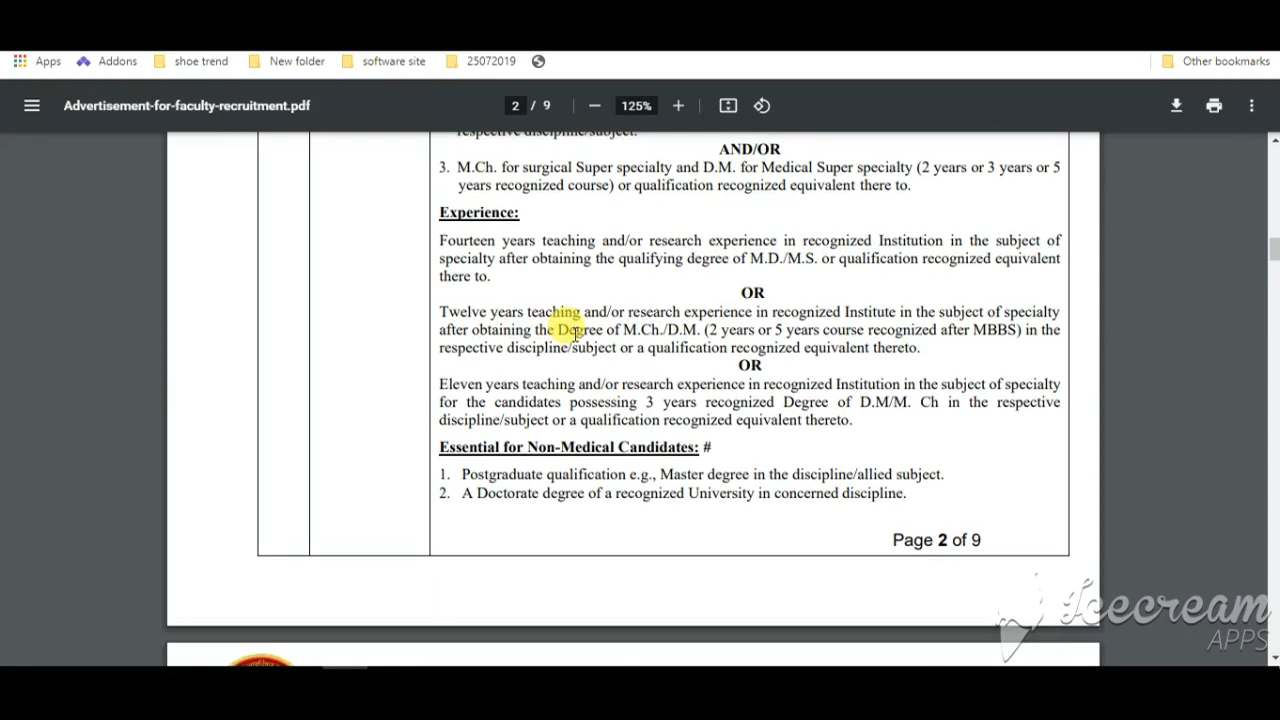 Apps Addons shoe trend New folder software site 25072019 Other bookmarks
Advertisement-for-faculty-recruitment.pdf 2 / 9 125%
respective discipline/subject.
AND/OR
3. M.Ch. for surgical Super specialty and D.M. for Medical Super specialty (2 years or 3 years or 5
years recognized course) or qualification recognized equivalent there to.
Experience:
Fourteen years teaching and/or research experience in recognized Institution in the subject of
specialty after obtaining the qualifying degree of M.D./M.S. or qualification recognized equivalent
there to.
OR
Twelve years teaching and/or research experience in recognized Institute in the subject of specialty
after obtaining the Degree of M.Ch./D.M. (2 years or 5 years course recognized after MBBS) in the
respective discipline/subject or a qualification recognized equivalent thereto.
OR
Eleven years teaching and/or research experience in recognized Institution in the subject of specialty
for the candidates possessing 3 years recognized Degree of D.M/M. Ch in the respective
discipline/subject or a qualification recognized equivalent thereto.
Essential for Non-Medical Candidates: #
1. Postgraduate qualification e.g., Master degree in the discipline/allied subject.
2. A Doctorate degree of a recognized University in concerned discipline.
Page 2 of 9
Icecream
APPS